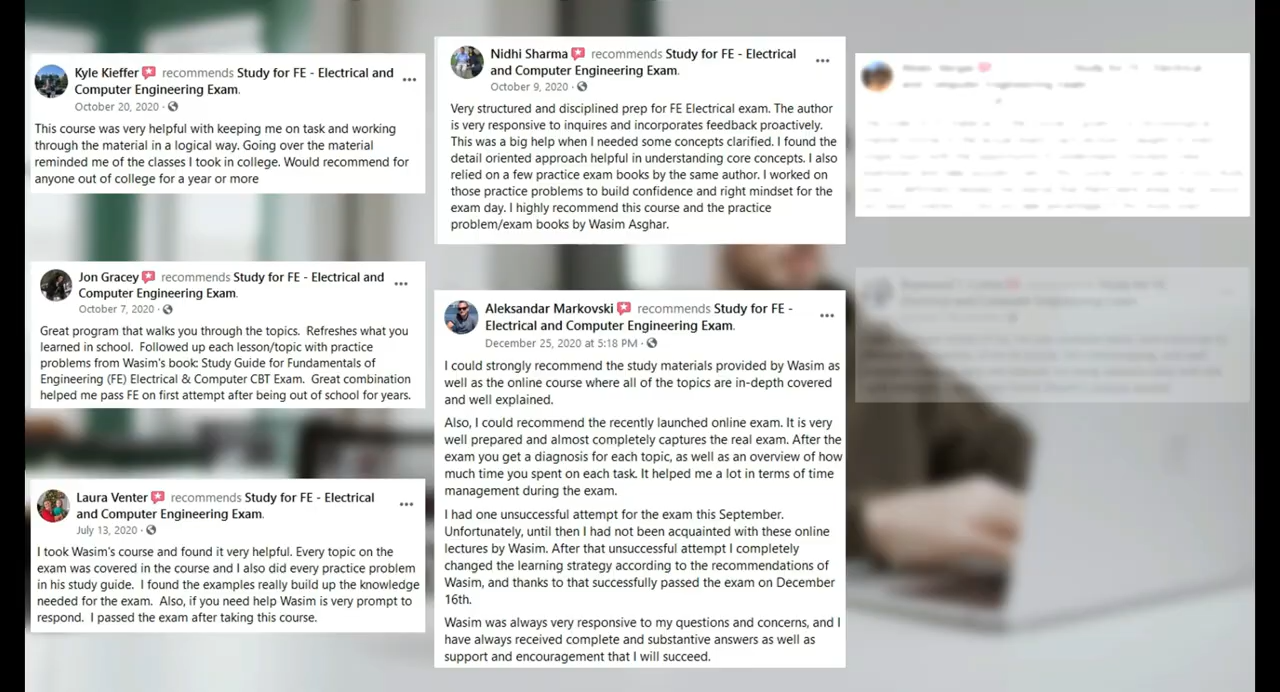 Kyle Kieffer recommends Study for FE - Electrical and
Computer Engineering Exam.
October 20, 2020 ·
This course was very helpful with keeping me on task and working
through the material in a logical way. Going over the material
reminded me of the classes I took in college. Would recommend for
anyone out of college for a year or more
Jon Gracey recommends Study for FE - Electrical and
Computer Engineering Exam.
October 7, 2020 ·
Great program that walks you through the topics. Refreshes what you
learned in school. Followed up each lesson/topic with practice
problems from Wasim's book: Study Guide for Fundamentals of
Engineering (FE) Electrical & Computer CBT Exam. Great combination
helped me pass FE on first attempt after being out of school for years.
Laura Venter recommends Study for FE - Electrical
and Computer Engineering Exam.
July 13, 2020 ·
I took Wasim's course and found it very helpful. Every topic on the
exam was covered in the course and I also did every practice problem
in his study guide. I found the examples really build up the knowledge
needed for the exam. Also, if you need help Wasim is very prompt to
respond. I passed the exam after taking this course.
Nidhi Sharma recommends Study for FE - Electrical
and Computer Engineering Exam.
October 9, 2020 ·
Very structured and disciplined prep for FE Electrical exam. The author
is very responsive to inquires and incorporates feedback proactively.
This was a big help when I needed some concepts clarified. I found the
detail oriented approach helpful in understanding core concepts. I also
relied on a few practice exam books by the same author. I worked on
those practice problems to build confidence and right mindset for the
exam day. I highly recommend this course and the practice
problem/exam books by Wasim Asghar.
Aleksandar Markovski recommends Study for FE -
Electrical and Computer Engineering Exam.
December 25, 2020 at 5:18 PM ·
I could strongly recommend the study materials provided by Wasim as
well as the online course where all of the topics are in-depth covered
and well explained.
Also, I could recommend the recently launched online exam. It is very
well prepared and almost completely captures the real exam. After the
exam you get a diagnosis for each topic, as well as an overview of how
much time you spent on each task. It helped me a lot in terms of time
management during the exam.
I had one unsuccessful attempt for the exam this September.
Unfortunately, until then I had not been acquainted with these online
lectures by Wasim. After that unsuccessful attempt I completely
changed the learning strategy according to the recommendations of
Wasim, and thanks to that successfully passed the exam on December
16th.
Wasim was always very responsive to my questions and concerns, and I
have always received complete and substantive answers as well as
support and encouragement that I will succeed.